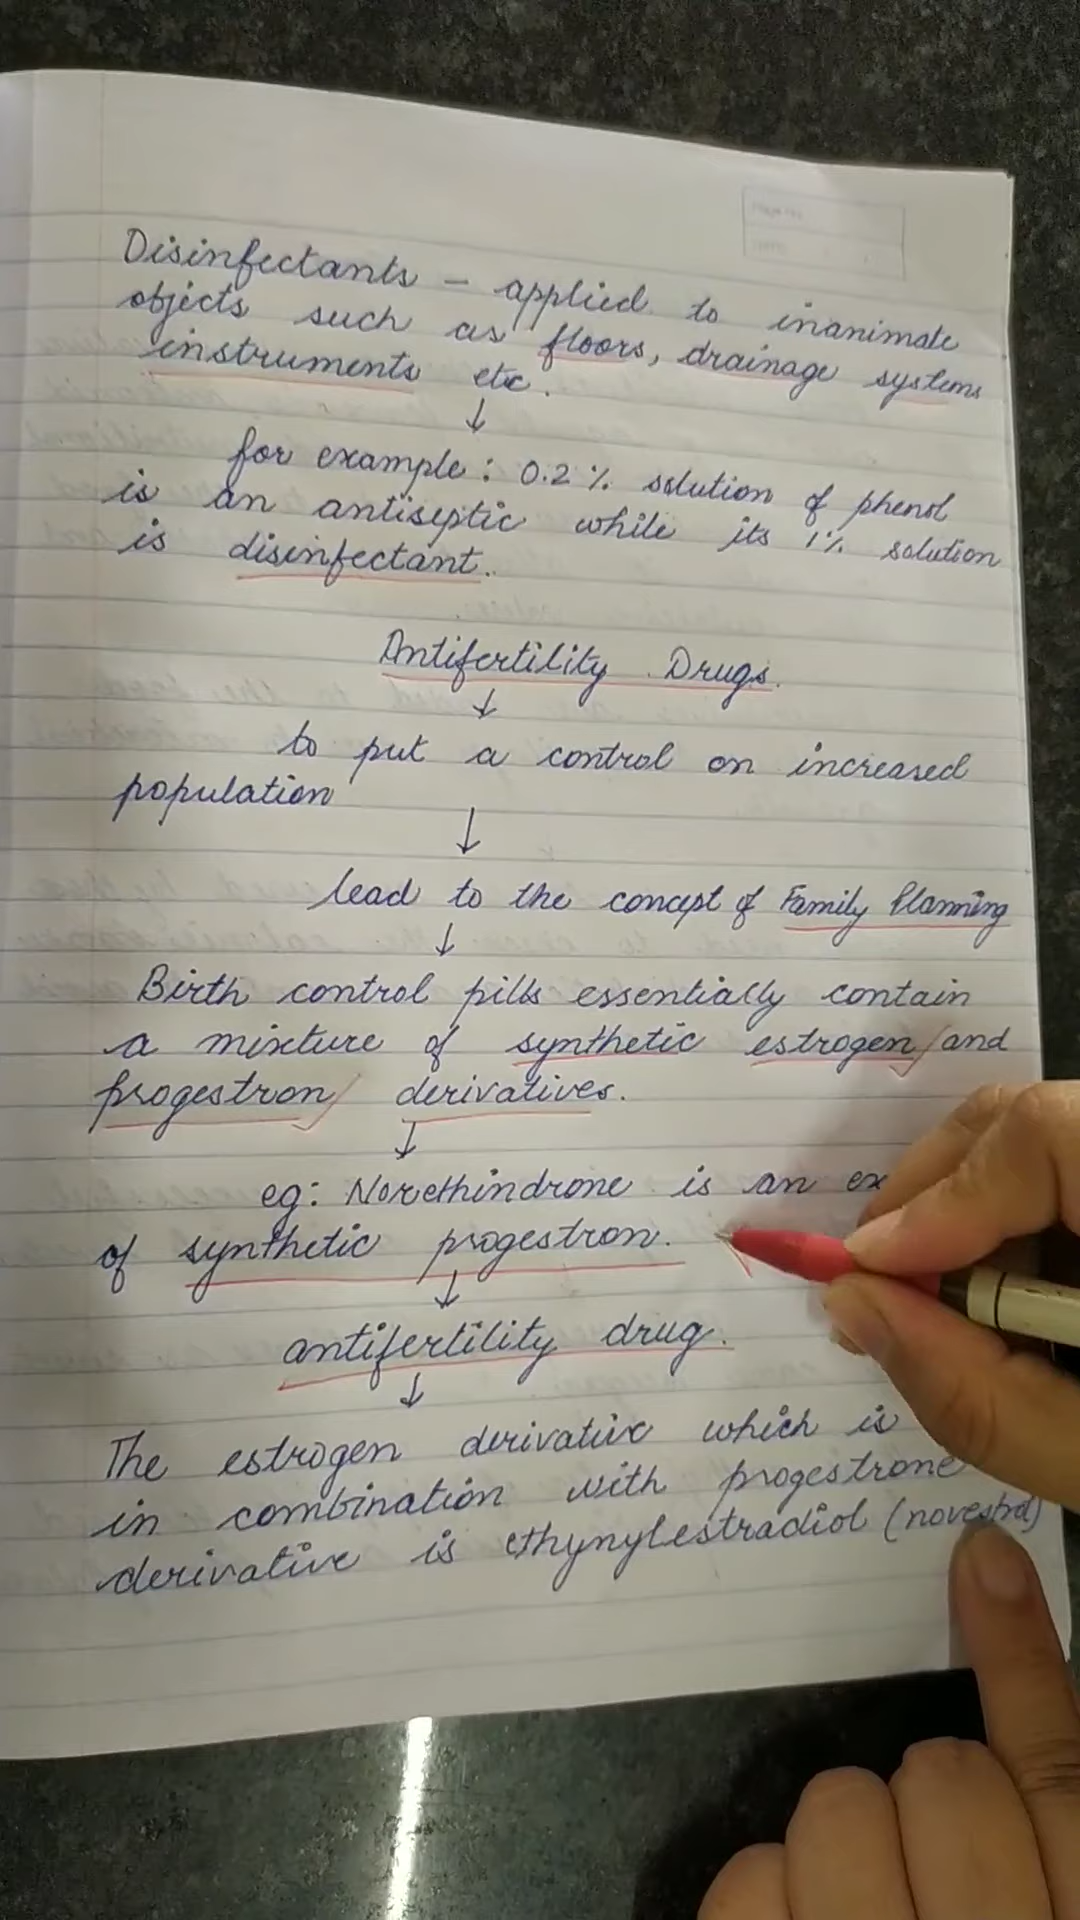 Disinfectants - applied to inanimate
objects such as floors, drainage systems
instruments etc.
↓
for example: 0.2% solution of phenol
is an antiseptic while its 1% solution
is disinfectant.
Antifertility Drugs.
↓
to put a control on increased
population
↓
lead to the concept of Family Planning
↓
Birth control pills essentially contain
a mixture of synthetic estrogen and
progestron derivatives.
↓
eg: Norethindrone is an ex
of synthetic progestron.
↓
antifertility drug.
↓
The estrogen derivative which is
in combination with progestrone
derivative is ethynylestradiol (novestrol)